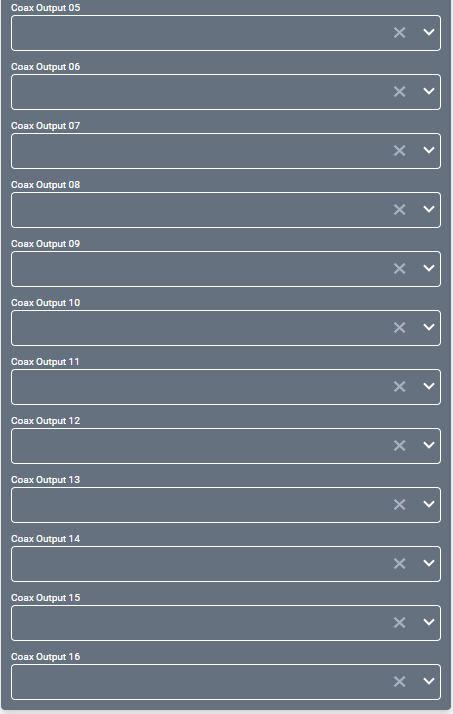 Coax Output 05
Coax Output 06
Coax Output 07
Coax Output 08
Coax Output 09
Coax Output 10
Coax Output 11
Coax Output 12
Coax Output 13
Coax Output 14
Coax Output 15
Coax Output 16